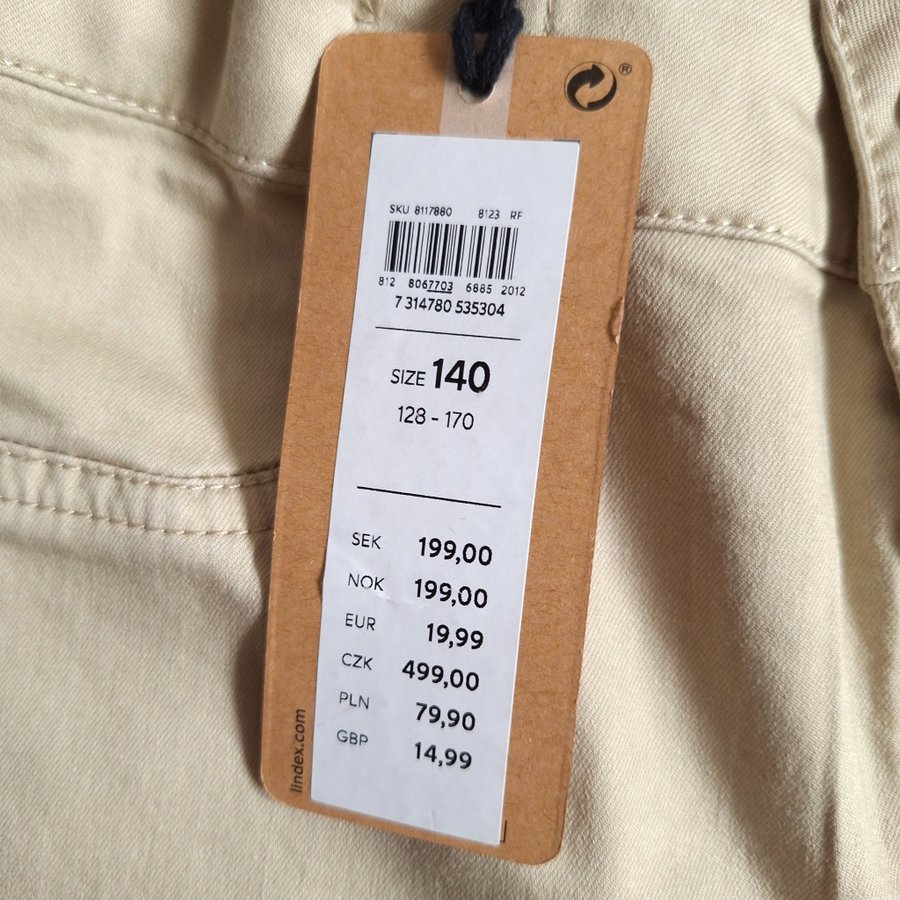 ®
SKU 8117880 8123 RF
812 8067703 6885 2012
7 314780 535304
SIZE 140
128 - 170
SEK 199,00
NOK 199,00
EUR 19,99
CZK 499,00
PLN 79,90
GBP 14,99
lindex.com